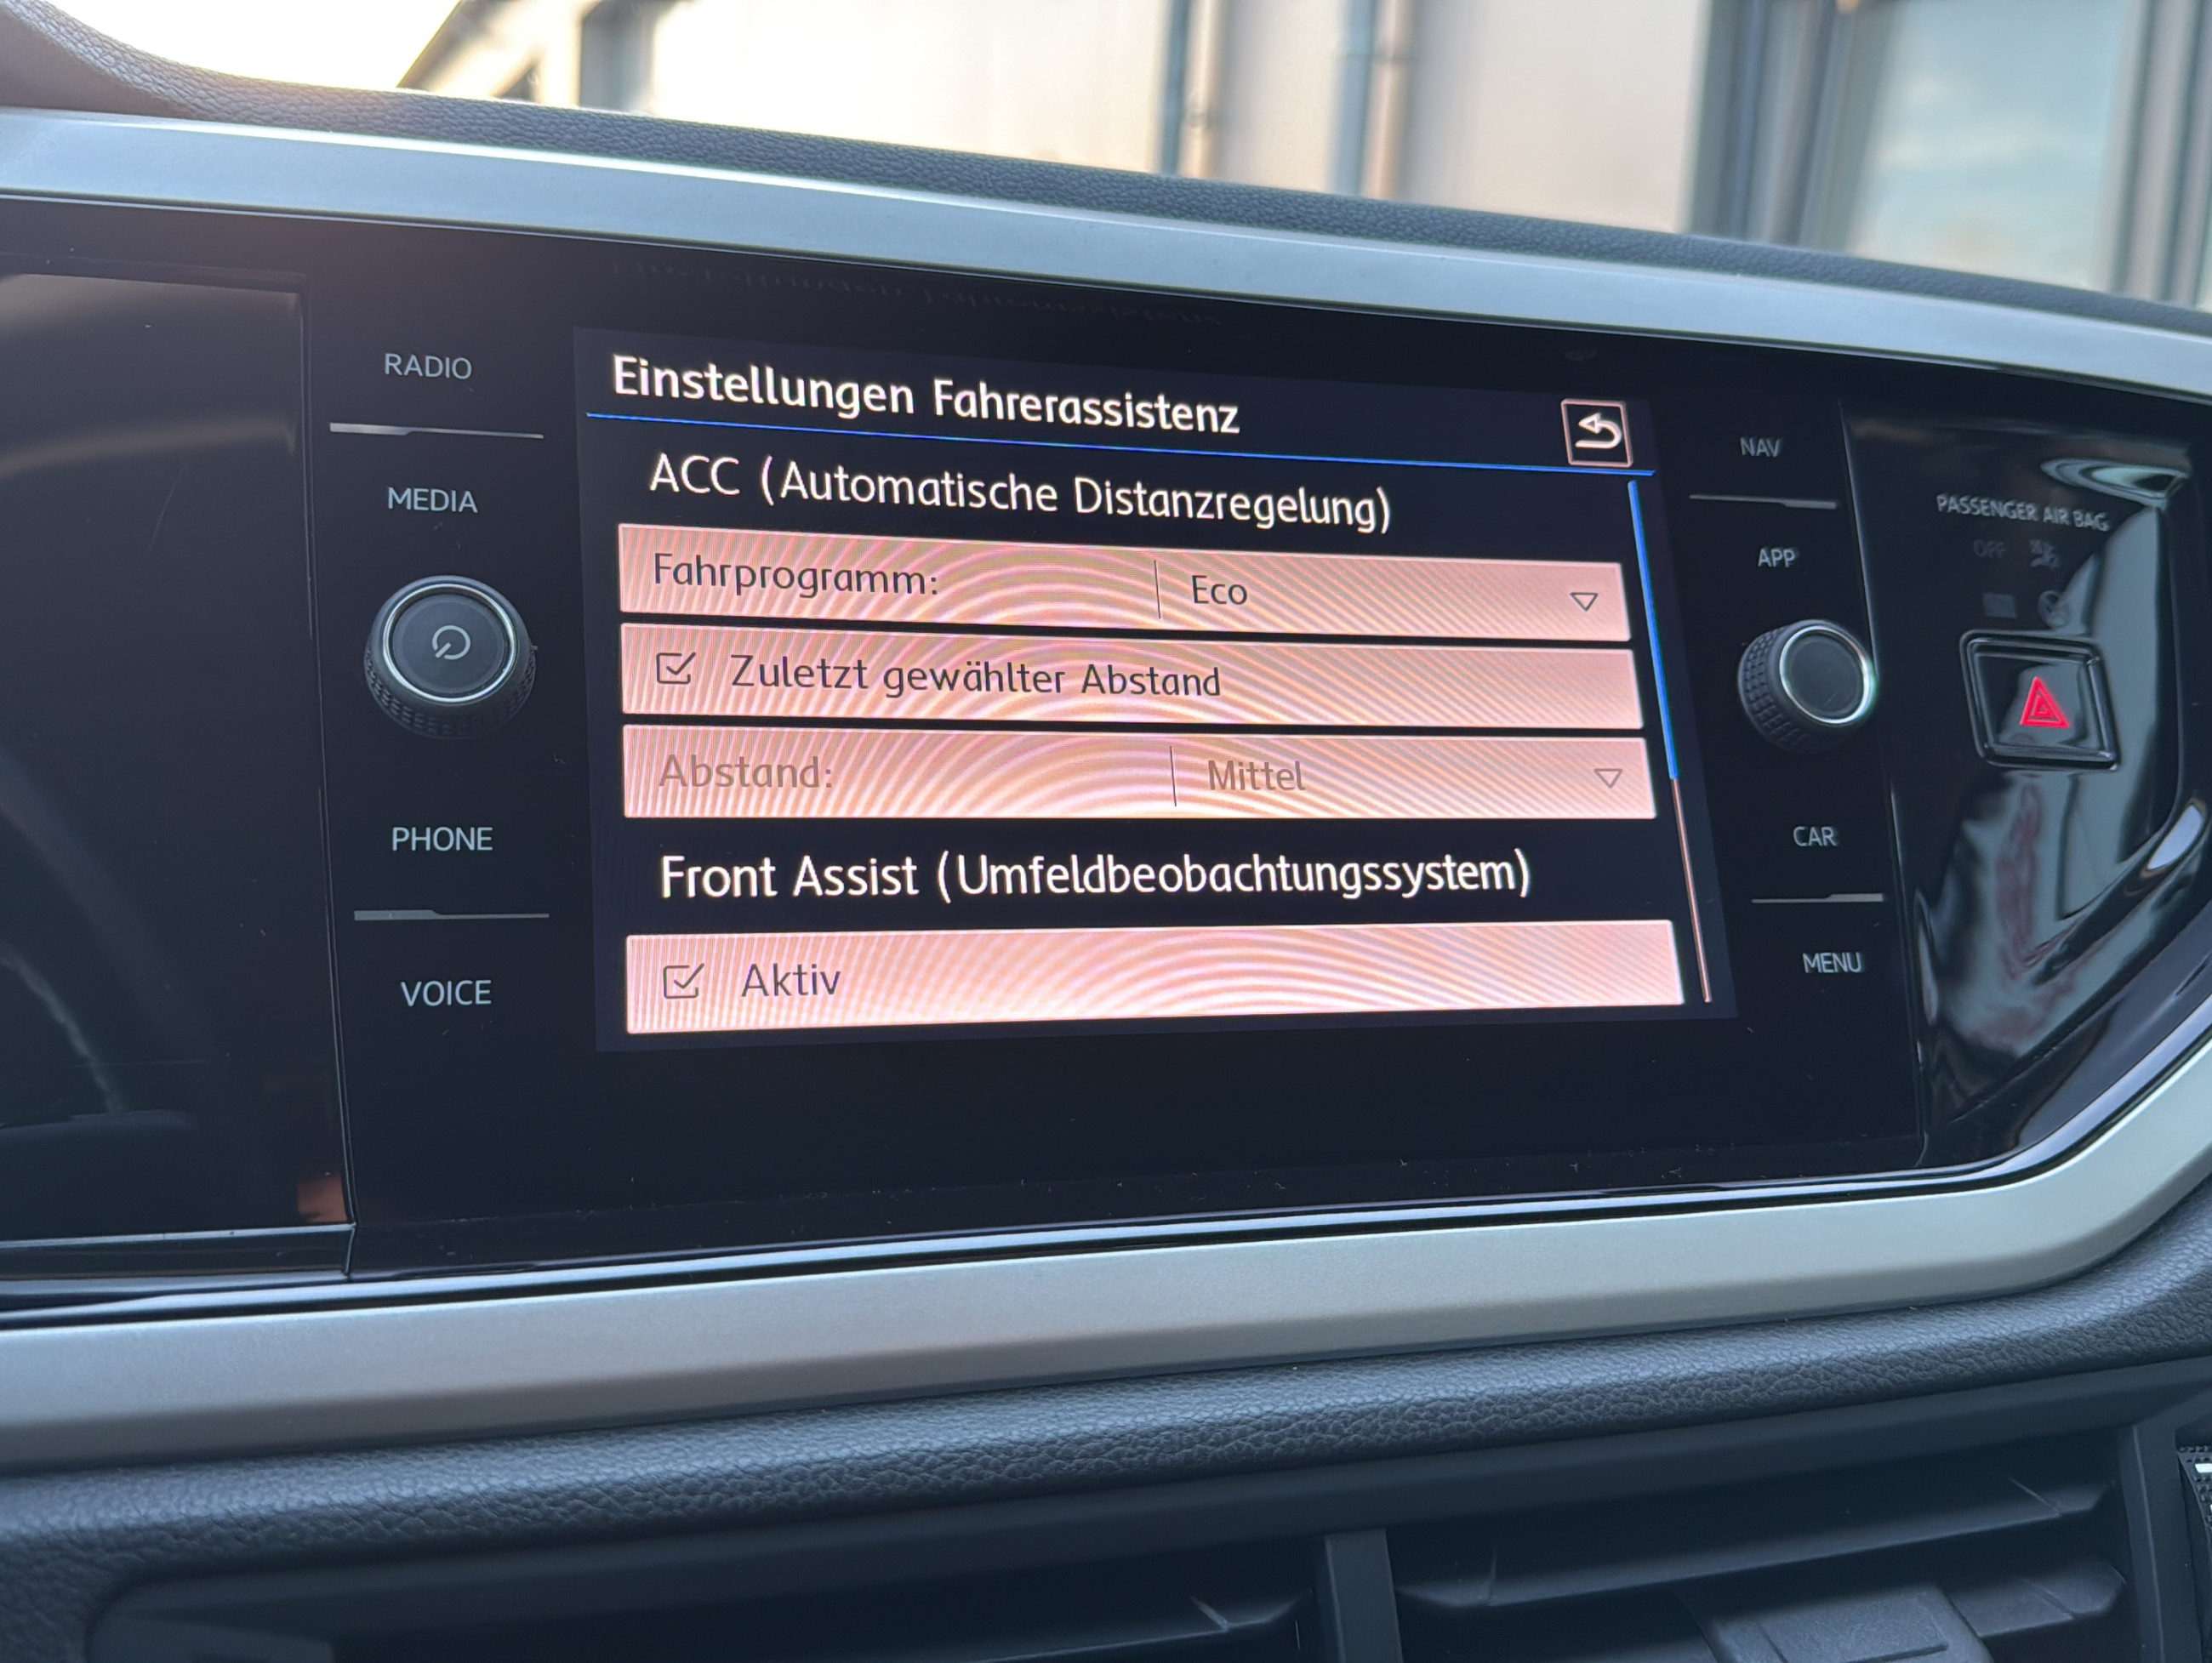 RADIO
MEDIA
PHONE
VOICE
Einstellungen Fahrerassistenz
ACC (Automatische Distanzregelung)
Fahrprogramm: Eco
Zuletzt gewählter Abstand
Abstand: Mittel
Front Assist (Umfeldbeobachtungssystem)
Aktiv
NAV
APP
CAR
MENU
PASSENGER AIR BAG
OFF